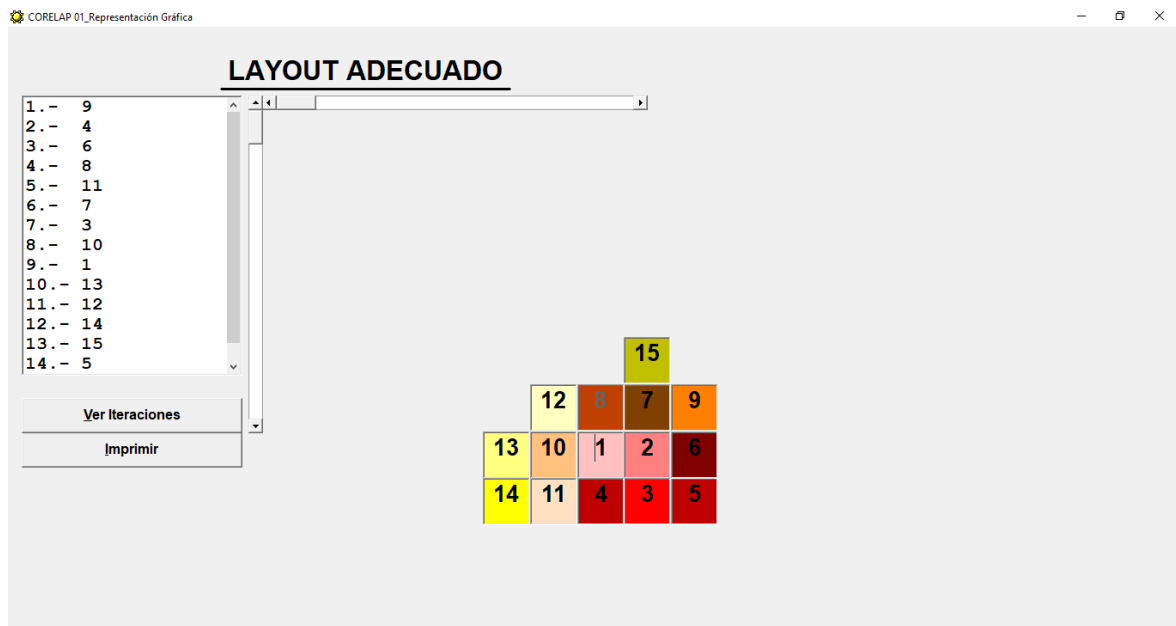 CORELAP 01_Representación Gráfica
LAYOUT ADECUADO
1.- 9
2.- 4
3.- 6
4.- 8
5.- 11
6.- 7
7.- 3
8.- 10
9.- 1
10.- 13
11.- 12
12.- 14
13.- 15
14.- 5
Ver Iteraciones
Imprimir
15
12 8 7 9
13 10 1 2 6
14 11 4 3 5